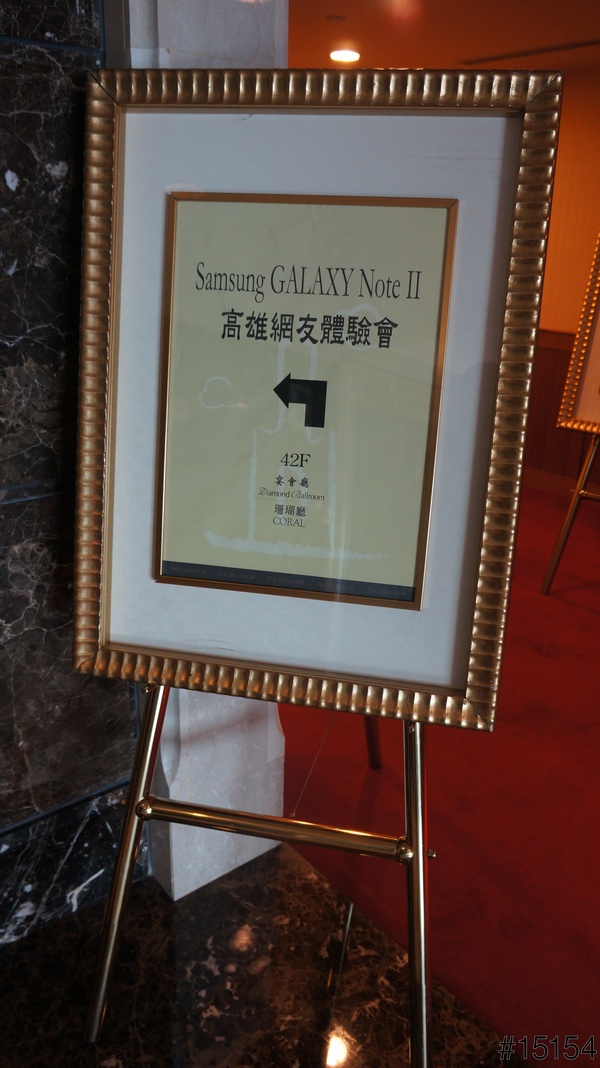 Samsung GALAXY Note II
高雄網友體驗會
42F
宴會廳
Diamond Ballroom
珊瑚廳
CORAL
#15154